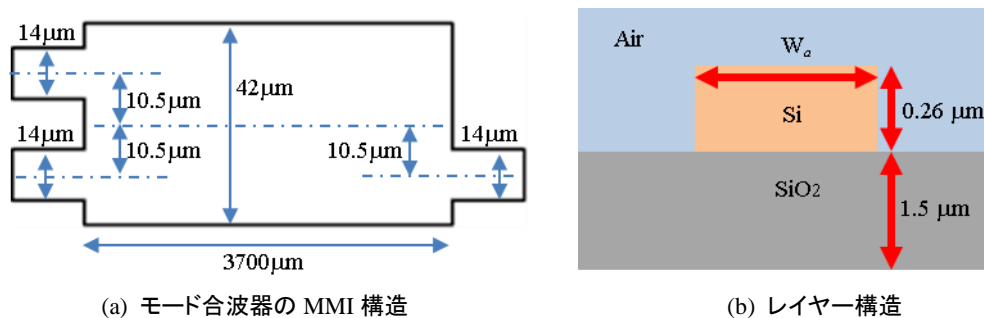 14μm
10.5μm
42μm
14μm
14μm
10.5μm
10.5μm
3700μm
(a) モード合波器の MMI 構造
Air
Wa
Si
0.26 μm
SiO2
1.5 μm
(b) レイヤー構造